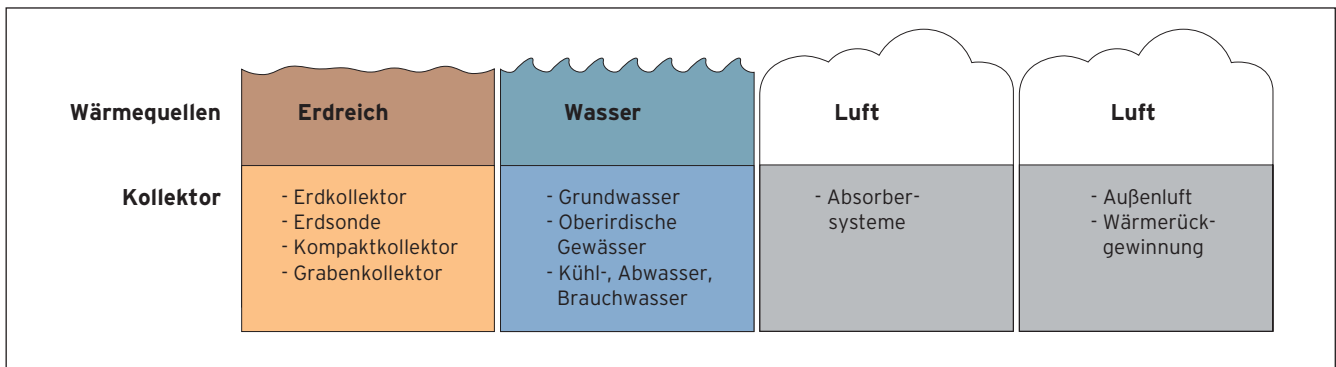 Wärmequellen
Erdreich
Wasser
Luft
Luft
Kollektor
- Erdkollektor
- Erdsonde
- Kompaktkollektor
- Grabenkollektor
- Grundwasser
- Oberirdische
Gewässer
- Kühl-, Abwasser,
Brauchwasser
- Absorber-
systeme
- Außenluft
- Wärmerück-
gewinnung